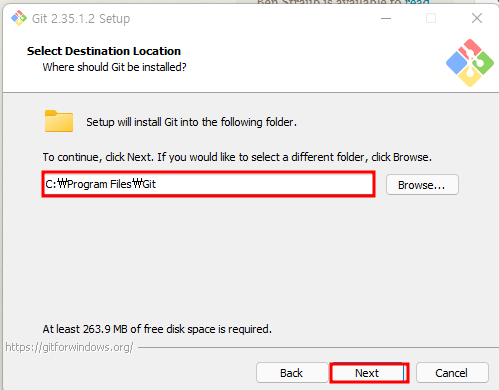 Ben Straub is available to read
Git 2.35.1.2 Setup
Select Destination Location
Where should Git be installed?
Setup will install Git into the following folder.
To continue, click Next. If you would like to select a different folder, click Browse.
C:₩Program Files₩Git
Browse...
At least 263.9 MB of free disk space is required.
https://gitforwindows.org/
Back
Next
Cancel